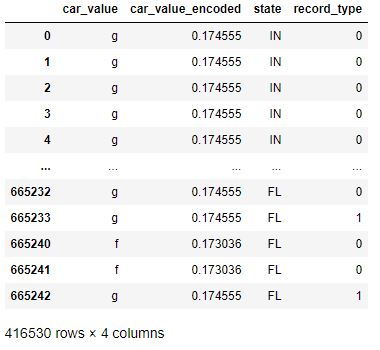 car_value car_value_encoded state record_type
0 g 0.174555 IN 0
1 g 0.174555 IN 0
2 g 0.174555 IN 0
3 g 0.174555 IN 0
4 g 0.174555 IN 0
... ... ... ... ...
665232 g 0.174555 FL 0
665233 g 0.174555 FL 1
665240 f 0.173036 FL 0
665241 f 0.173036 FL 0
665242 g 0.174555 FL 1
416530 rows × 4 columns